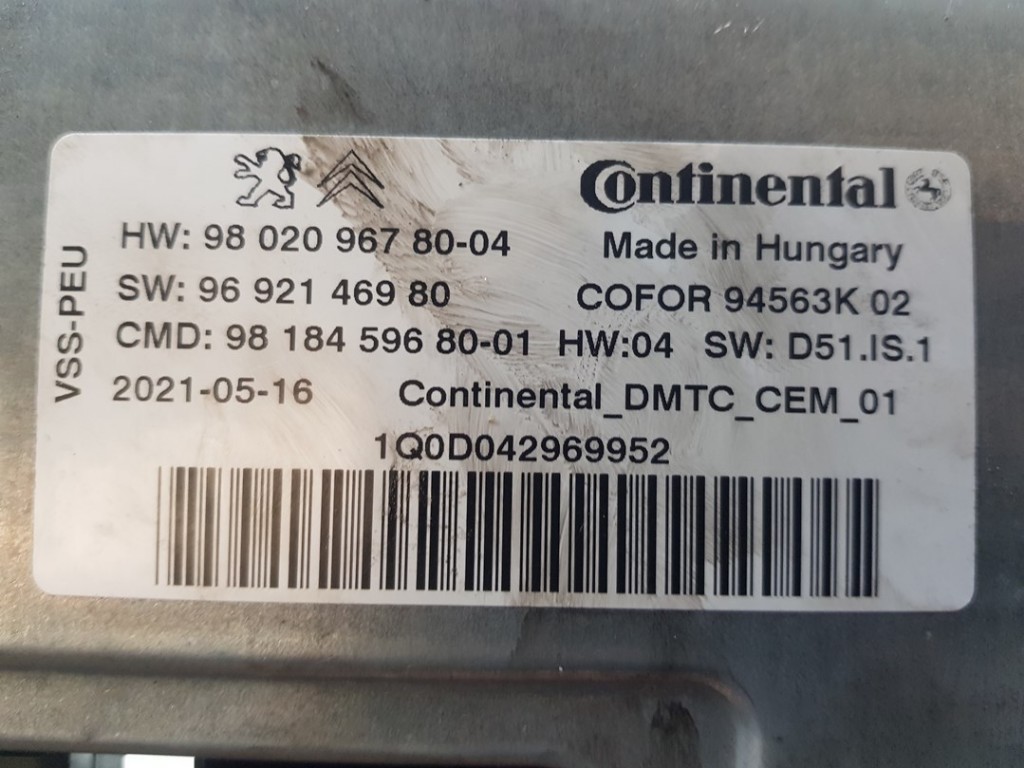 Continental
HW: 98 020 967 80-04 Made in Hungary
SW: 96 921 469 80 COFOR 94563K 02
CMD: 98 184 596 80-01 HW:04 SW: D51.IS.1
2021-05-16 Continental_DMTC_CEM_01
1Q0D042969952
VSS-PEU